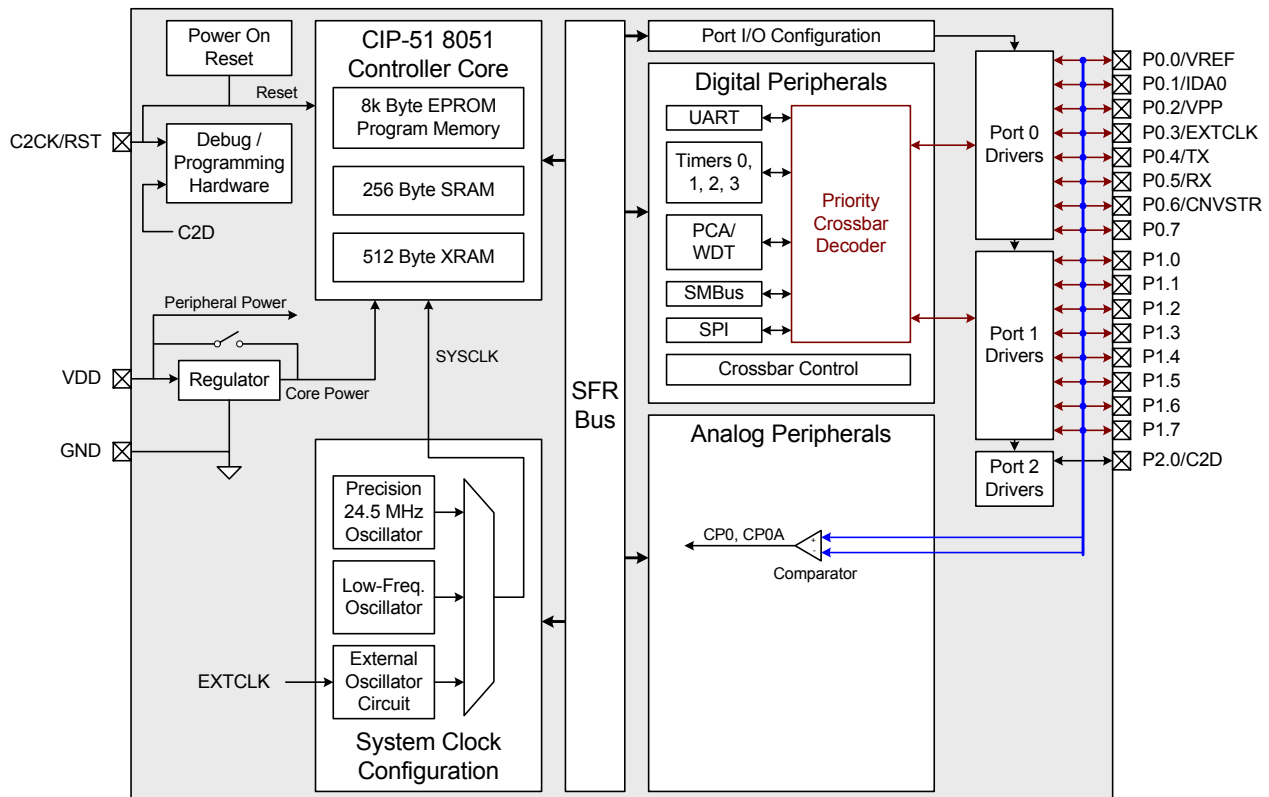 Power On
Reset
Reset
C2CK/RST
Debug /
Programming
Hardware
C2D
CIP-51 8051
Controller Core
8k Byte EPROM
Program Memory
256 Byte SRAM
512 Byte XRAM
Peripheral Power
VDD
Regulator
Core Power
GND
SYSCLK
Precision
24.5 MHz
Oscillator
Low-Freq.
Oscillator
EXTCLK
External
Oscillator
Circuit
System Clock
Configuration
SFR
Bus
Port I/O Configuration
Digital Peripherals
UART
Timers 0,
1, 2, 3
PCA/
WDT
SMBus
SPI
Priority
Crossbar
Decoder
Crossbar Control
Analog Peripherals
CP0, CP0A
+
-
Comparator
Port 0
Drivers
Port 1
Drivers
Port 2
Drivers
P0.0/VREF
P0.1/IDA0
P0.2/VPP
P0.3/EXTCLK
P0.4/TX
P0.5/RX
P0.6/CNVSTR
P0.7
P1.0
P1.1
P1.2
P1.3
P1.4
P1.5
P1.6
P1.7
P2.0/C2D